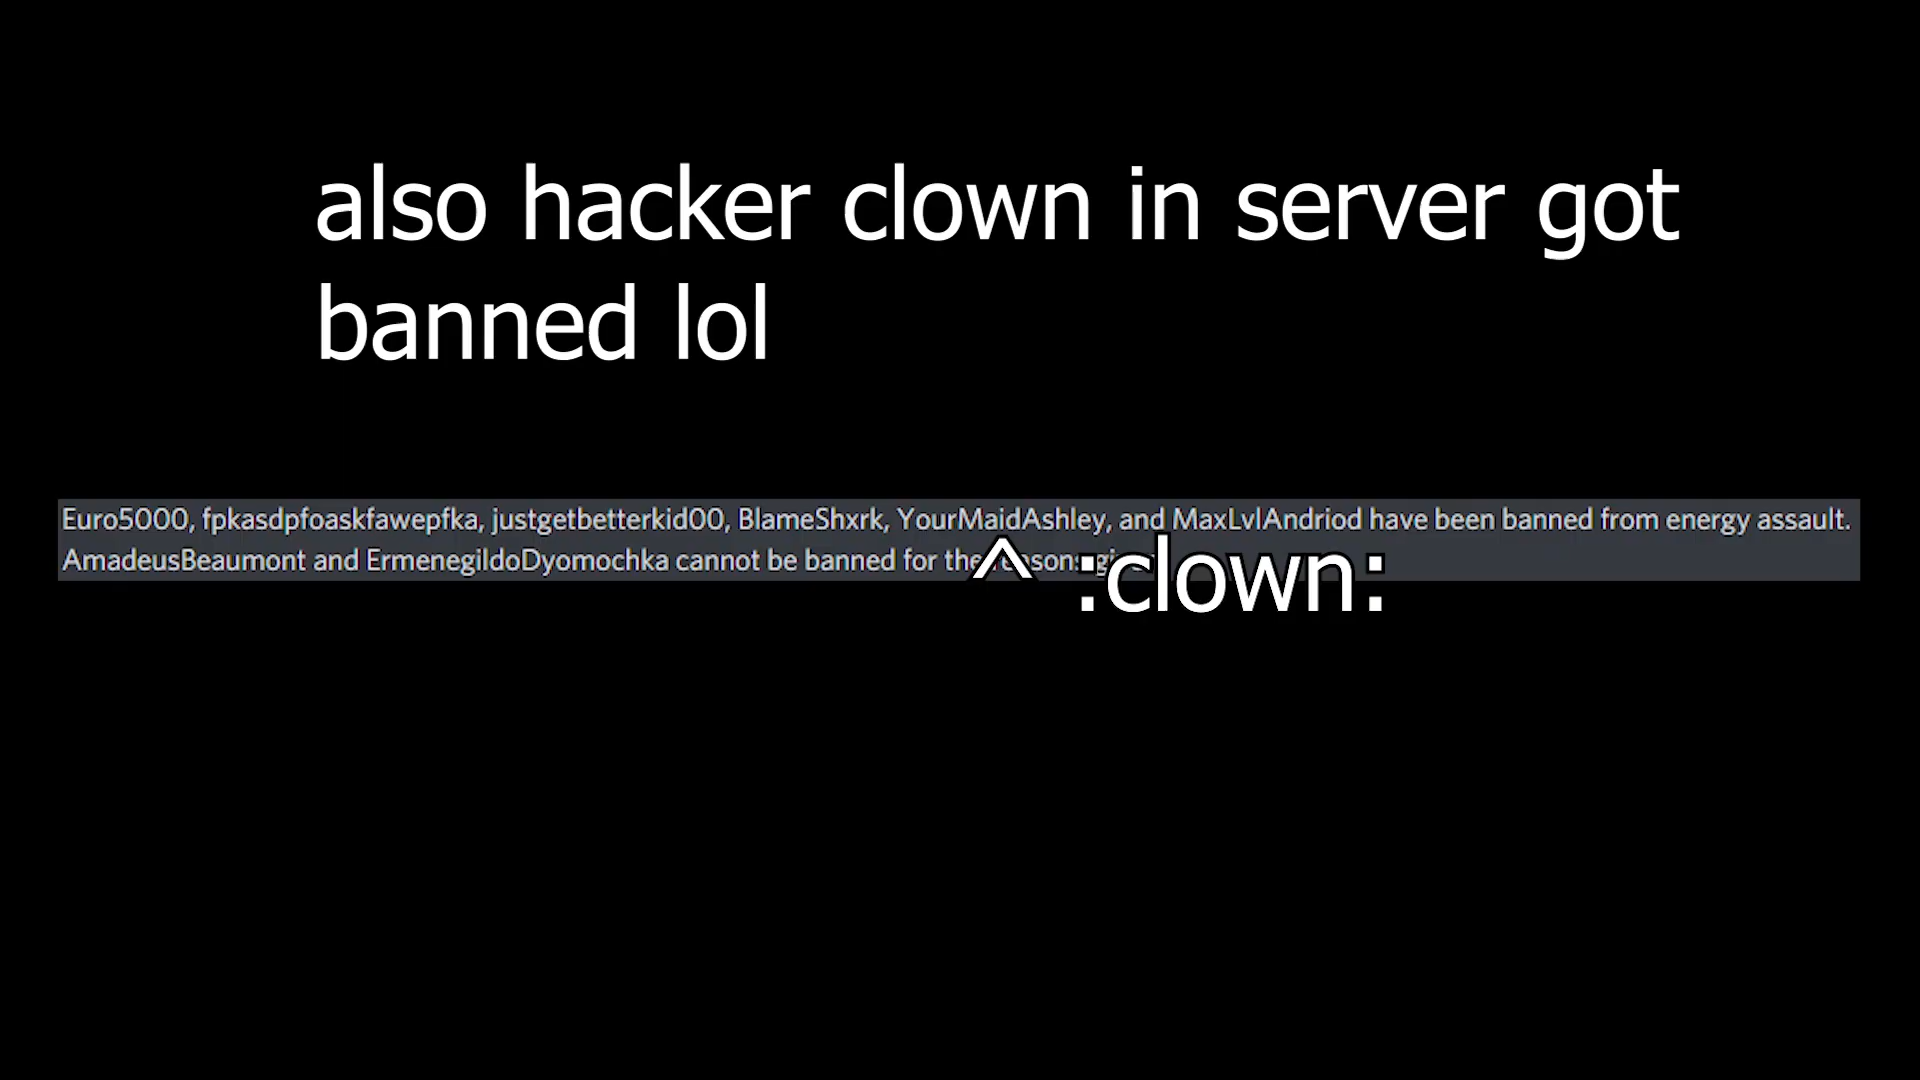 also hacker clown in server got
banned lol
Euro5000, fpkasdpfoaskfawepfka, justgetbetterkid00, BlameShxrk, YourMaidAshley, and MaxLvlAndriod have been banned from energy assault.
AmadeusBeaumont and ErmenegildoDyomochka cannot be banned for the reasons
^ :clown: